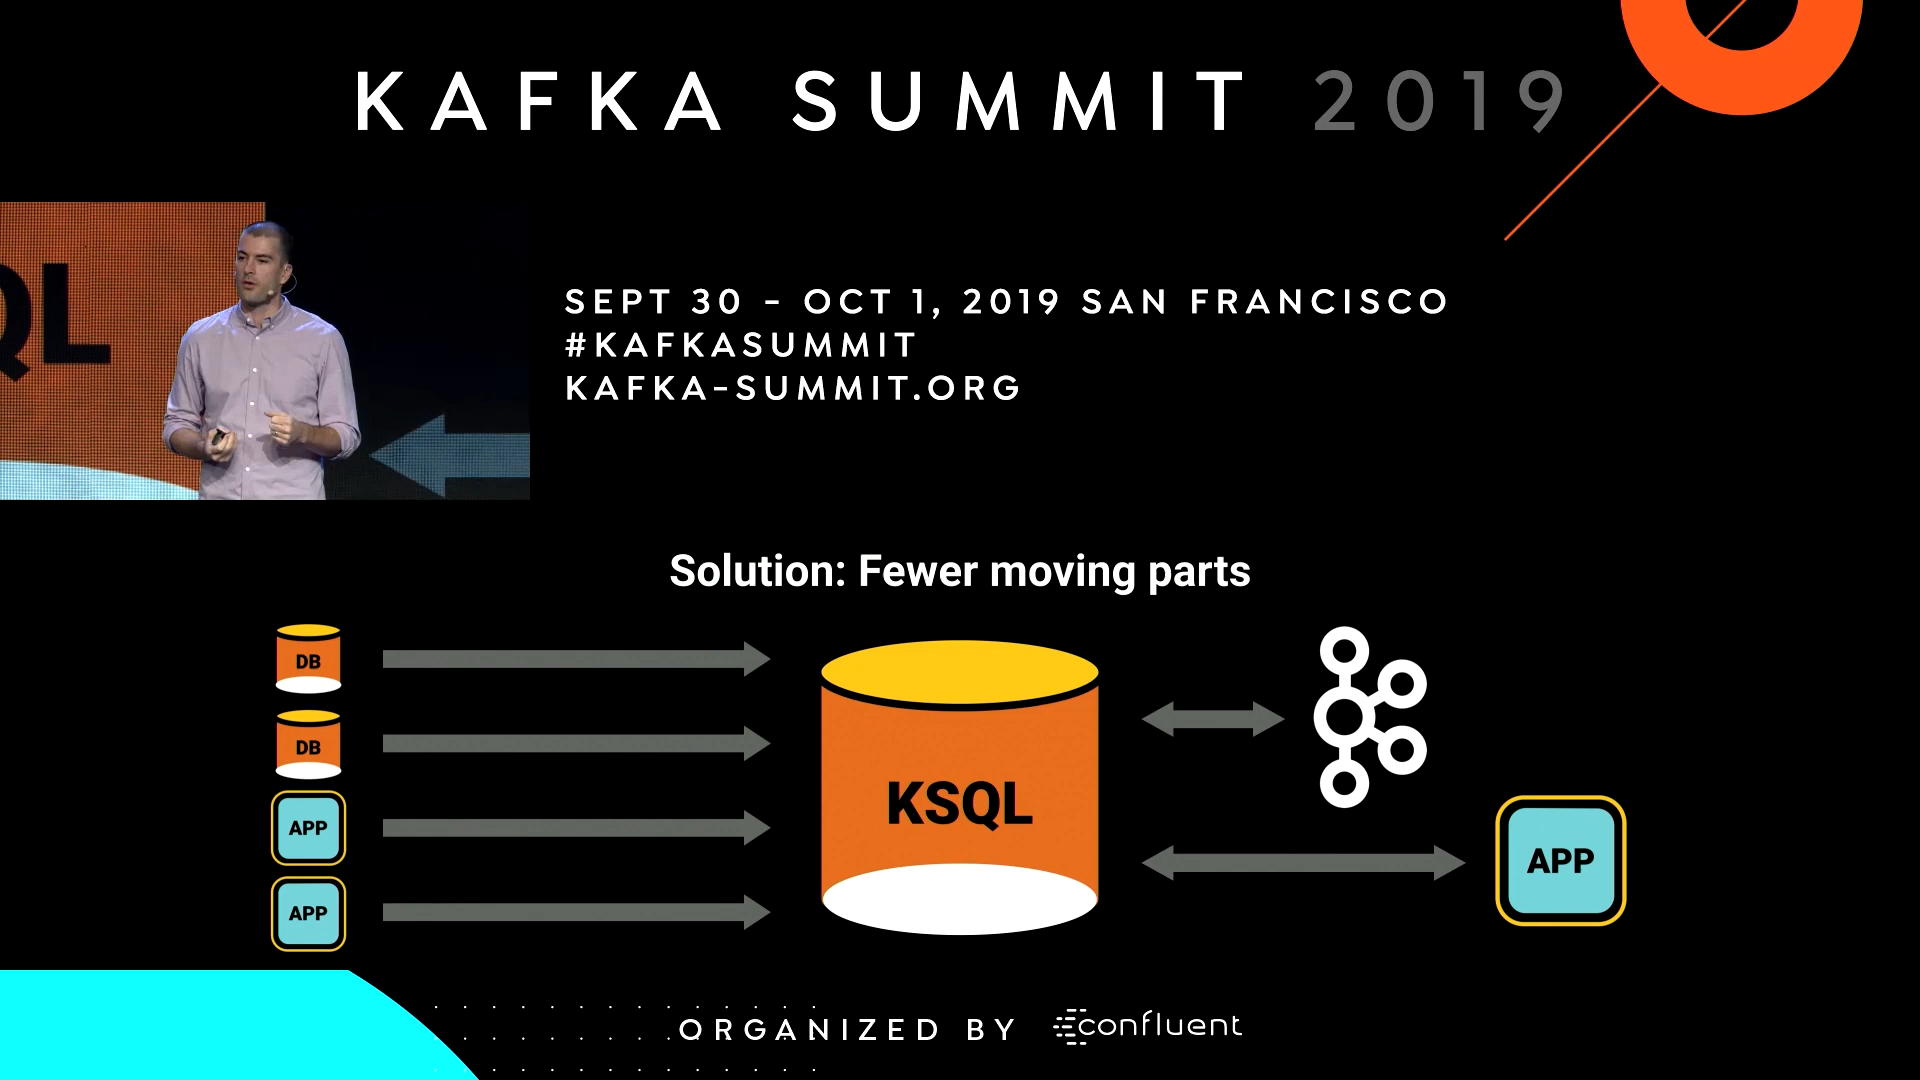 KAFKA SUMMIT 2019
QL
SEPT 30 - OCT 1, 2019 SAN FRANCISCO
#KAFKASUMMIT
KAFKA-SUMMIT.ORG
Solution: Fewer moving parts
DB
DB
APP
APP
KSQL
APP
ORGANIZED BY confluent